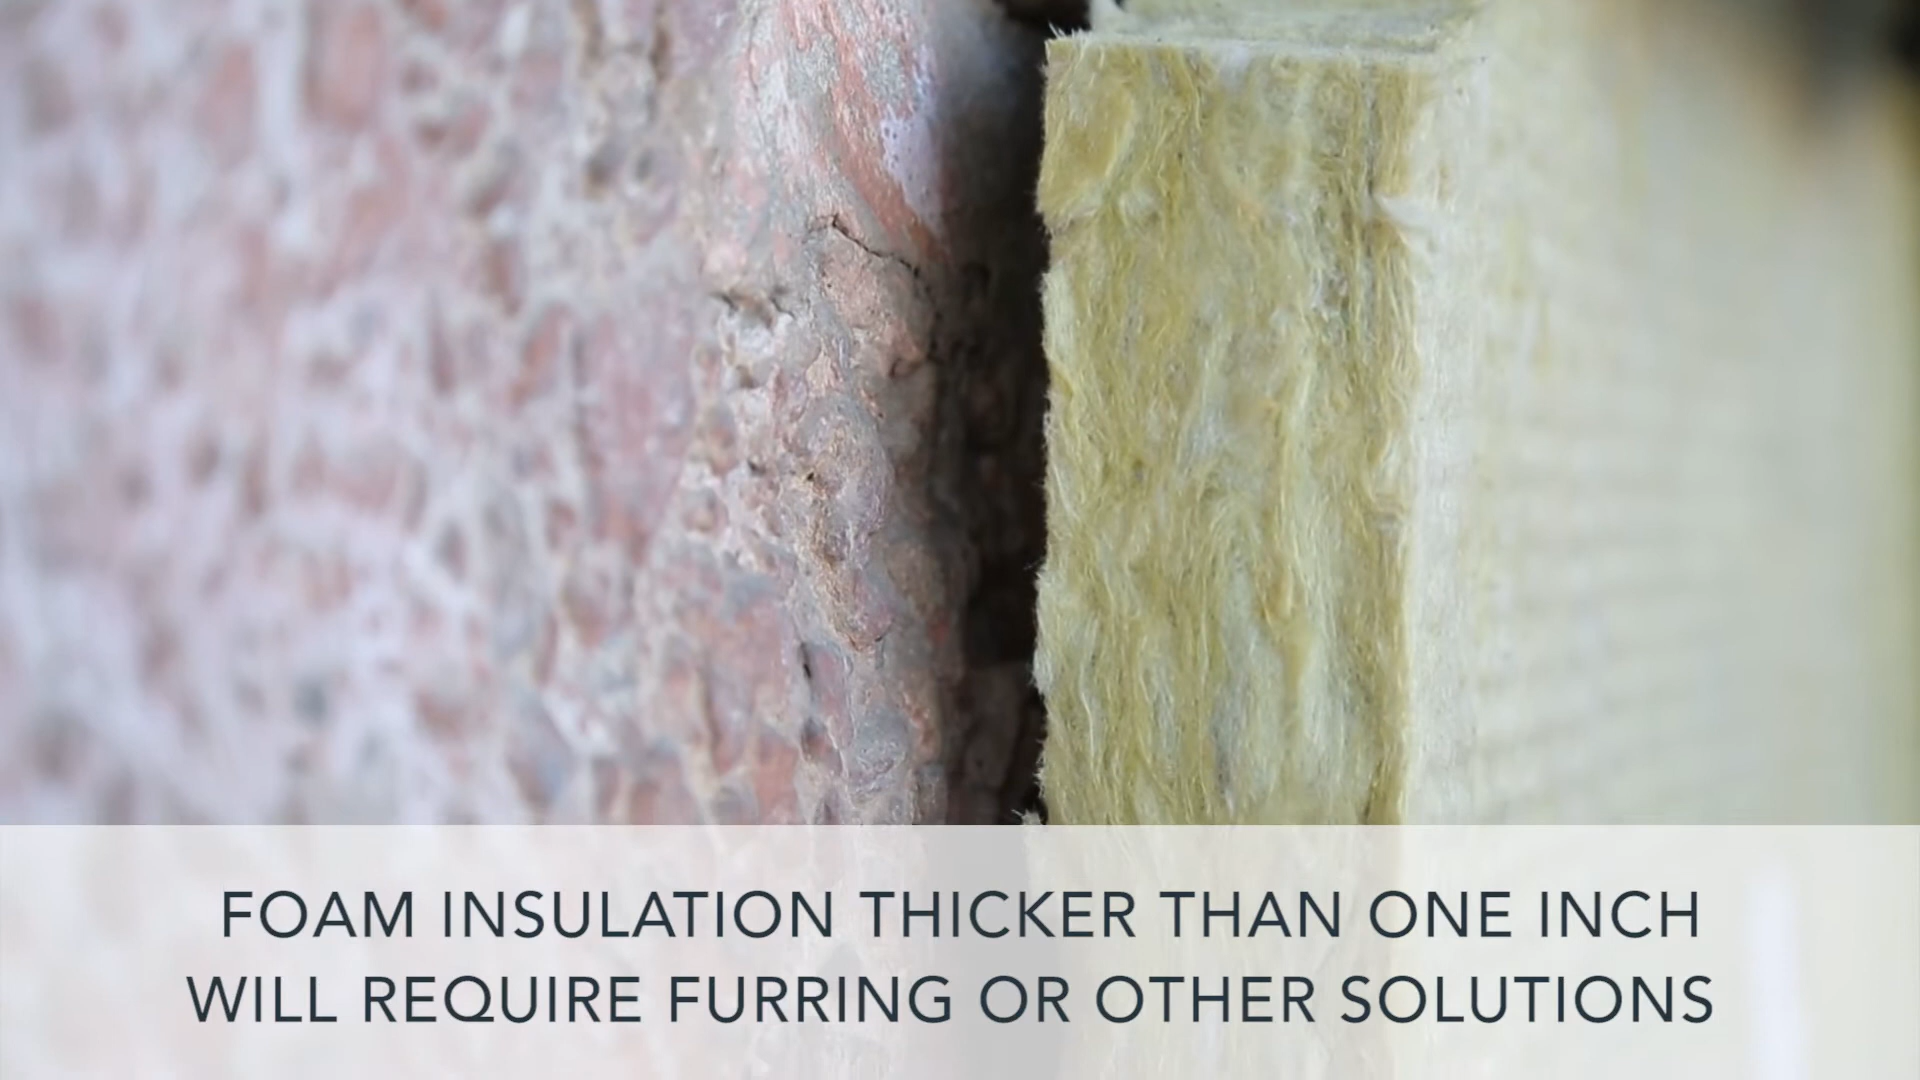 FOAM INSULATION THICKER THAN ONE INCH
WILL REQUIRE FURRING OR OTHER SOLUTIONS